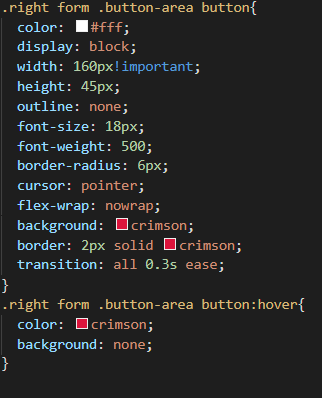 .right form .button-area button{
color: #fff;
display: block;
width: 160px!important;
height: 45px;
outline: none;
font-size: 18px;
font-weight: 500;
border-radius: 6px;
cursor: pointer;
flex-wrap: nowrap;
background: crimson;
border: 2px solid crimson;
transition: all 0.3s ease;
}
.right form .button-area button:hover{
color: crimson;
background: none;
}